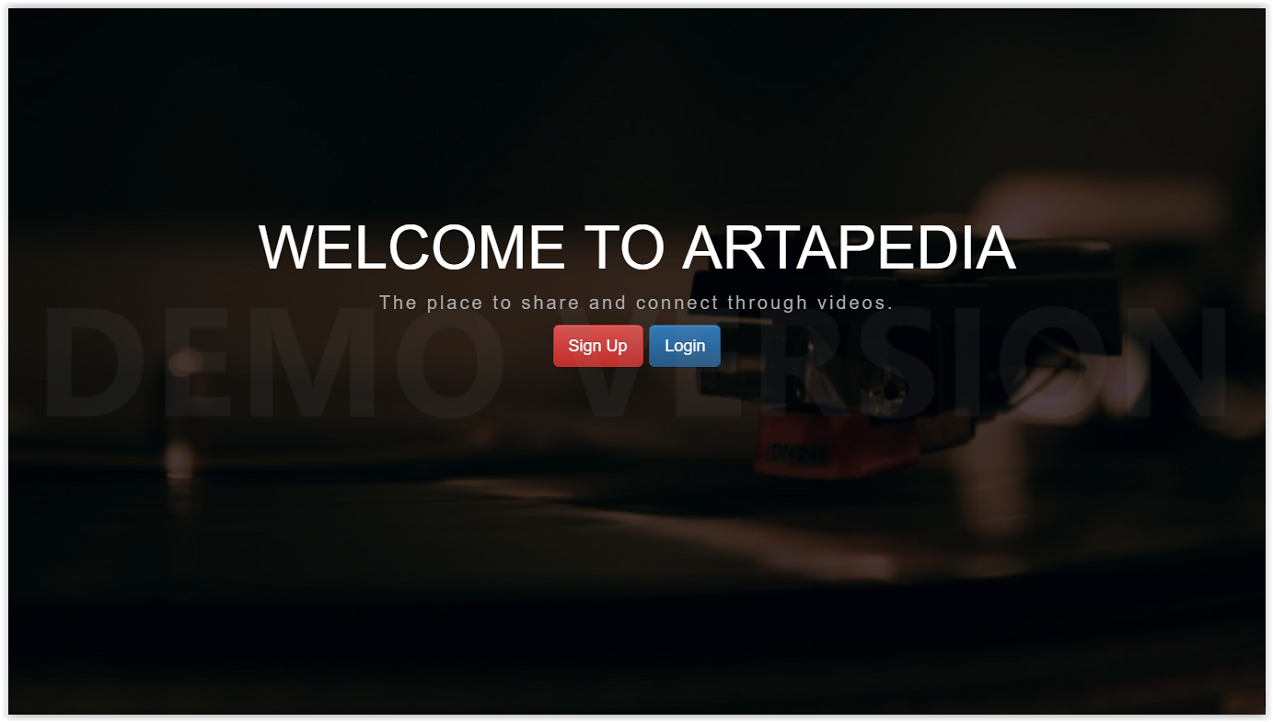 WELCOME TO ARTAPEDIA
The place to share and connect through videos.
DEMO VERSION
Sign Up Login